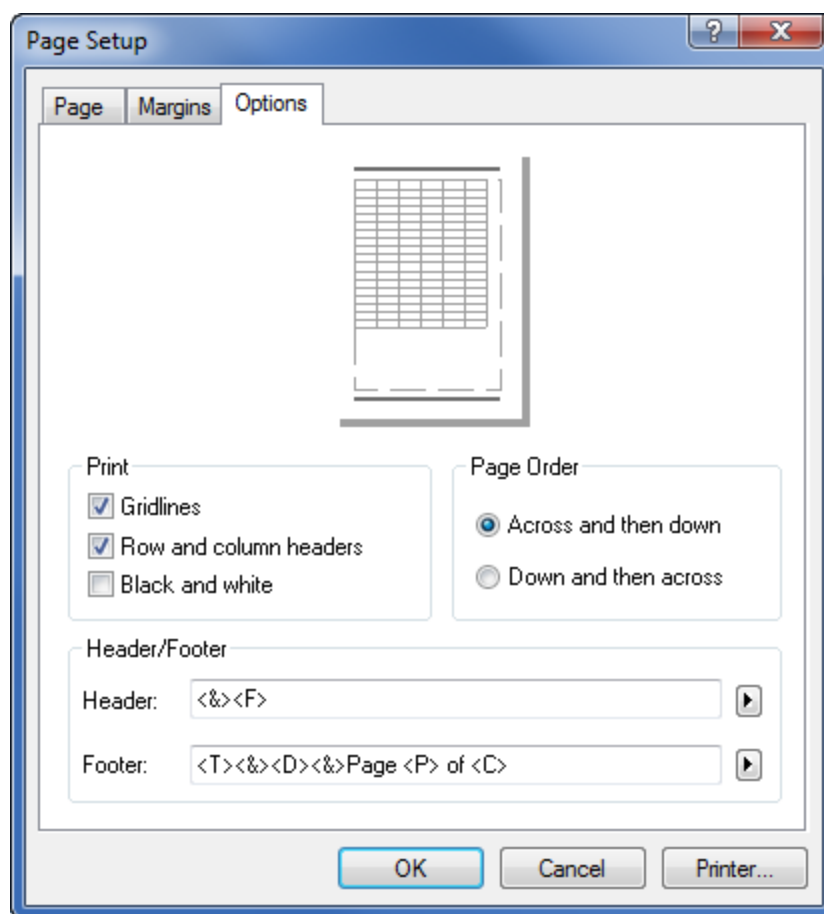 Page Setup
?
Page Margins Options
Print
Gridlines
Row and column headers
Black and white
Page Order
Across and then down
Down and then across
Header/Footer
Header: <&><F>
Footer: <T><&><D><&>Page <P> of <C>
OK Cancel Printer...